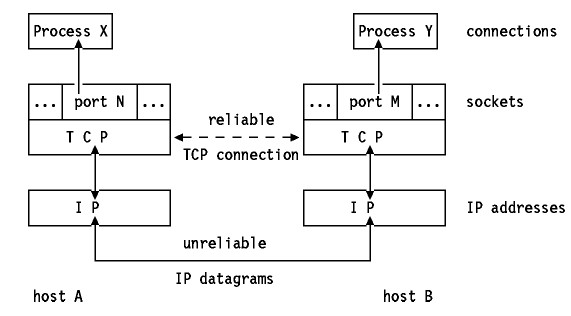 Process X Process Y connections
... port N ... ... port M ... sockets
reliable
T C P T C P
TCP connection
I P I P IP addresses
unreliable
IP datagrams
host A host B